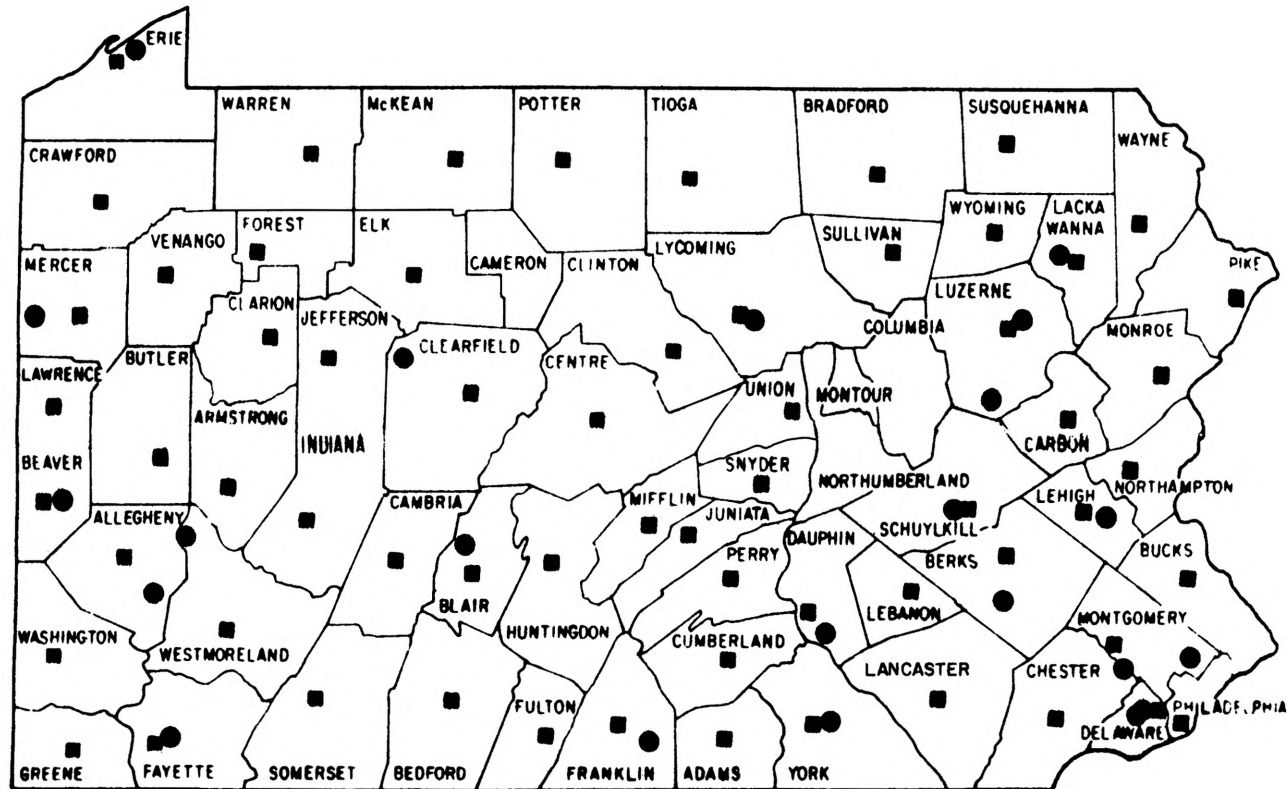 ERIE
WARREN
McKEAN
POTTER
TIOGA
BRADFORD
SUSQUEHANNA
WAYNE
CRAWFORD
FOREST
ELK
VENANGO
CAMERON
CLINTON
LYCOMING
SULLIVAN
WYOMING
LACKA
WANNA
PIKE
MERCER
CLARION
JEFFERSON
COLUMBIA
LUZERNE
MONROE
LAWRENCE
BUTLER
CLEARFIELD
CENTRE
UNION
MONTOUR
ARMSTRONG
INDIANA
CARBON
BEAVER
SNYDER
NORTHUMBERLAND
NORTHAMPTON
ALLEGHENY
CAMBRIA
MIFFLIN
JUNIATA
LEHIGH
DAUPHIN
SCHUYLKILL
PERRY
BERKS
BUCKS
BLAIR
LEBANON
MONTGOMERY
WASHINGTON
WESTMORELAND
HUNTINGDON
CUMBERLAND
LANCASTER
CHESTER
FULTON
PHILADELPHIA
DELAWARE
GREENE
FAYETTE
SOMERSET
BEDFORD
FRANKLIN
ADAMS
YORK